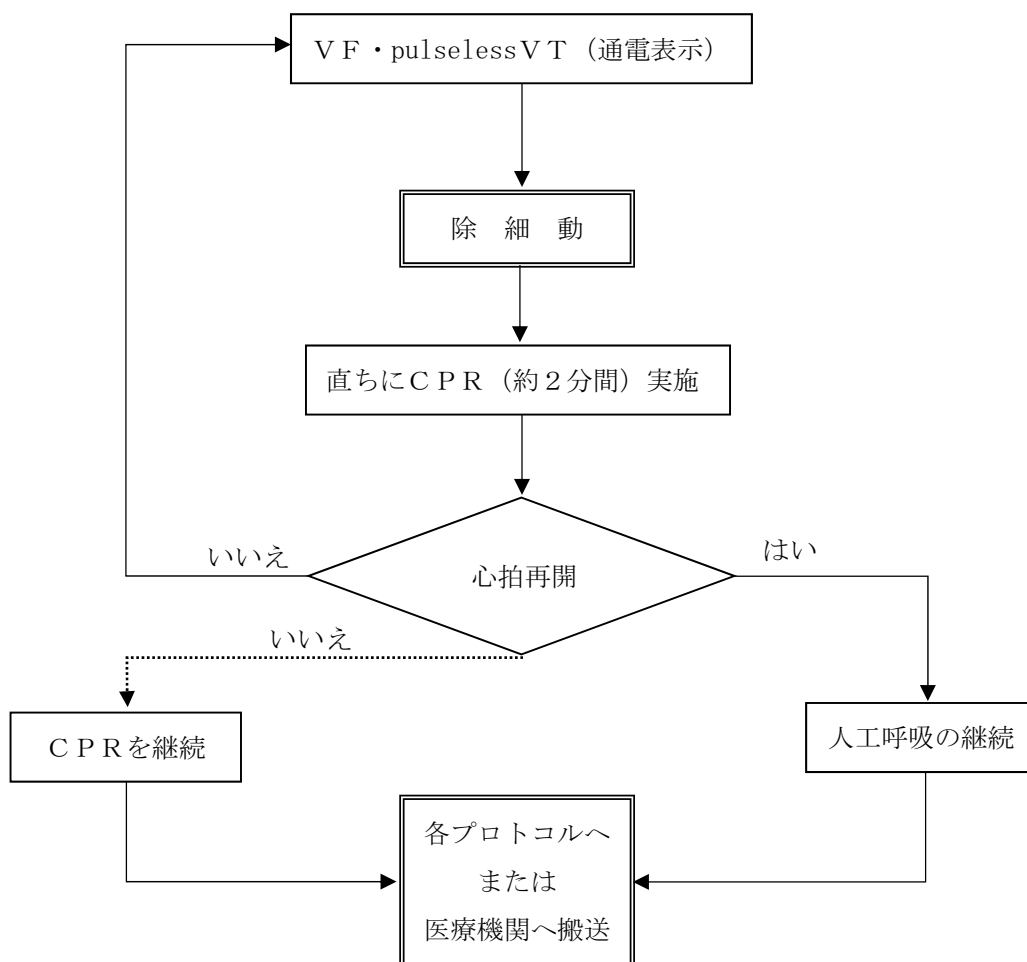 ＶＦ・pulselessＶＴ（通電表示）
除　細　動
直ちにＣＰＲ（約２分間）実施
いいえ
はい
心拍再開
いいえ
ＣＰＲを継続
人工呼吸の継続
各プロトコルへ
または
医療機関へ搬送